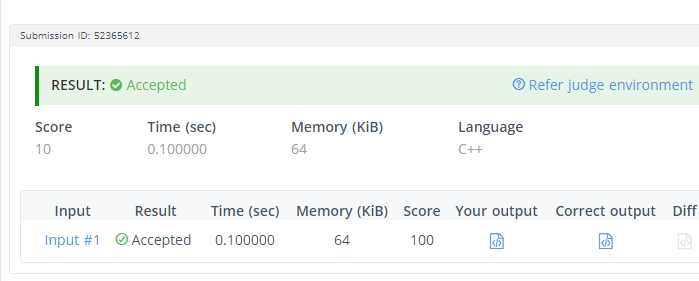 Submission ID: 52365612
RESULT: Accepted Refer judge environment
Score Time (sec) Memory (KiB) Language
10 0.100000 64 C++
Input Result Time (sec) Memory (KiB) Score Your output Correct output Diff
Input #1 Accepted 0.100000 64 100